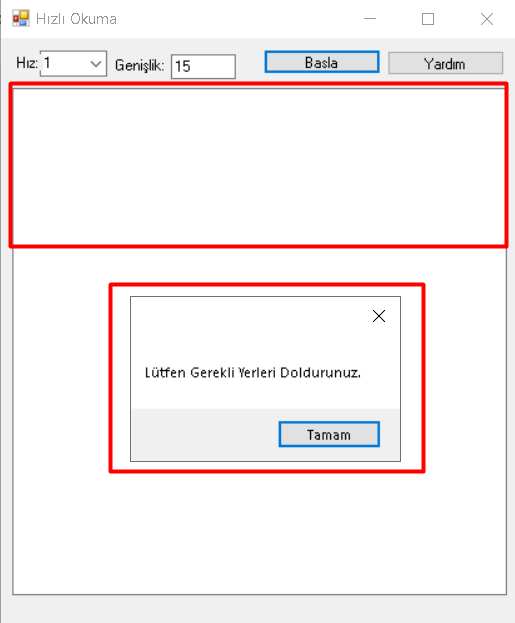 Hızlı Okuma
Hız: 1 Genişlik: 15 Basla Yardım
Lütfen Gerekli Yerleri Doldurunuz.
Tamam